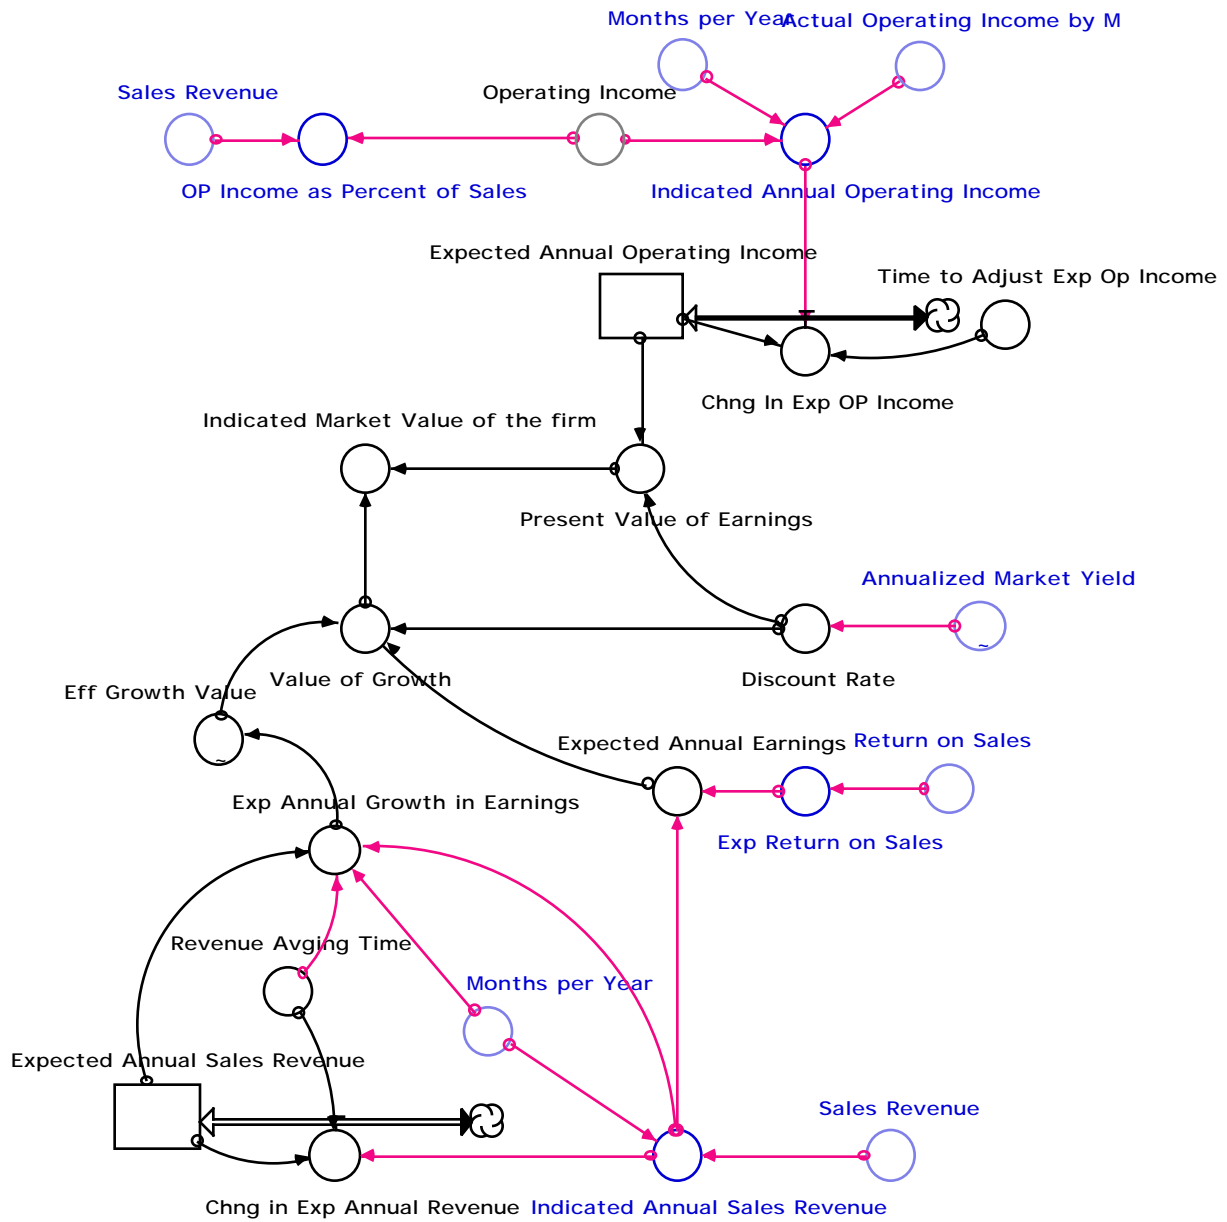 Months per Year
Actual Operating Income by M
Sales Revenue
Operating Income
OP Income as Percent of Sales
Indicated Annual Operating Income
Expected Annual Operating Income
Time to Adjust Exp Op Income
Chng In Exp OP Income
Indicated Market Value of the firm
Present Value of Earnings
Annualized Market Yield
~
Value of Growth
Discount Rate
Eff Growth Value
~
Expected Annual Earnings
Return on Sales
Exp Annual Growth in Earnings
Exp Return on Sales
Revenue Avging Time
Months per Year
Expected Annual Sales Revenue
Sales Revenue
Chng in Exp Annual Revenue
Indicated Annual Sales Revenue